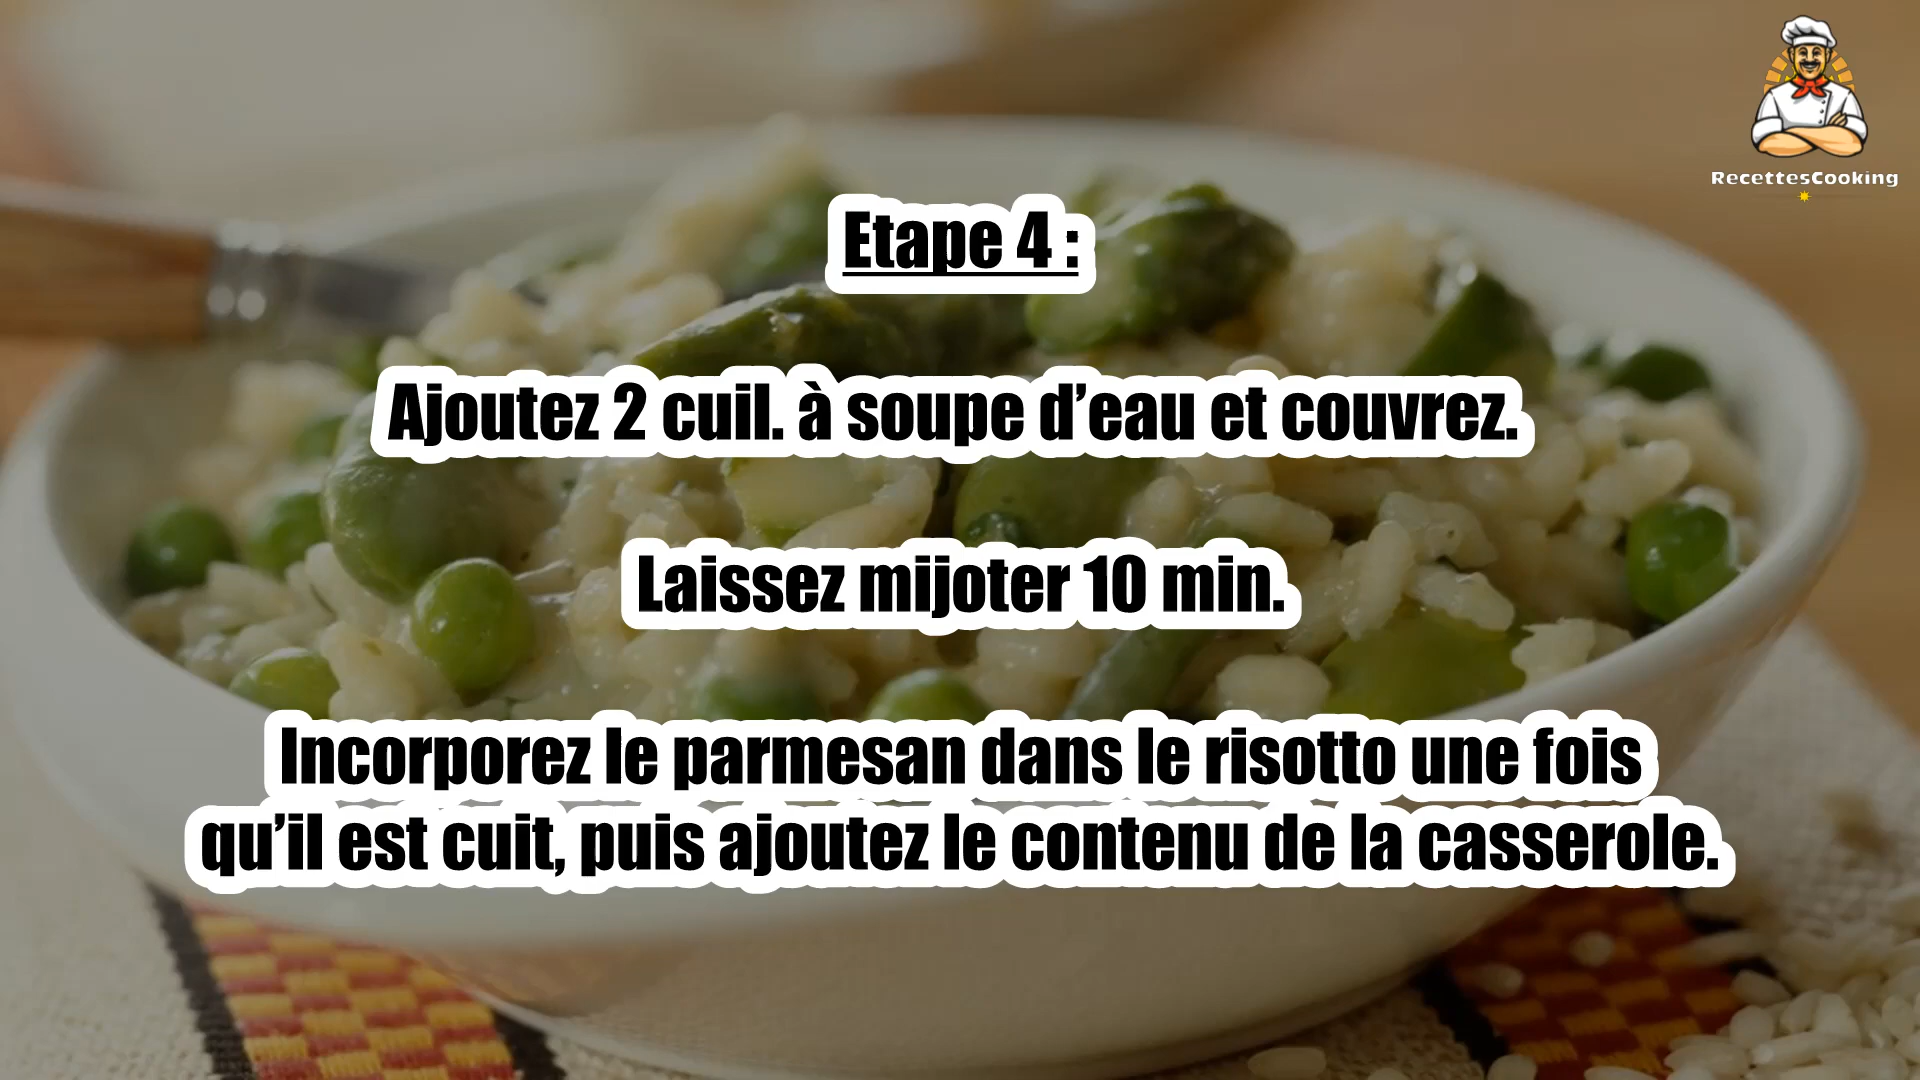 RecettesCooking
Etape 4 :
Ajoutez 2 cuil. à soupe d’eau et couvrez.
Laissez mijoter 10 min.
Incorporez le parmesan dans le risotto une fois
qu’il est cuit, puis ajoutez le contenu de la casserole.